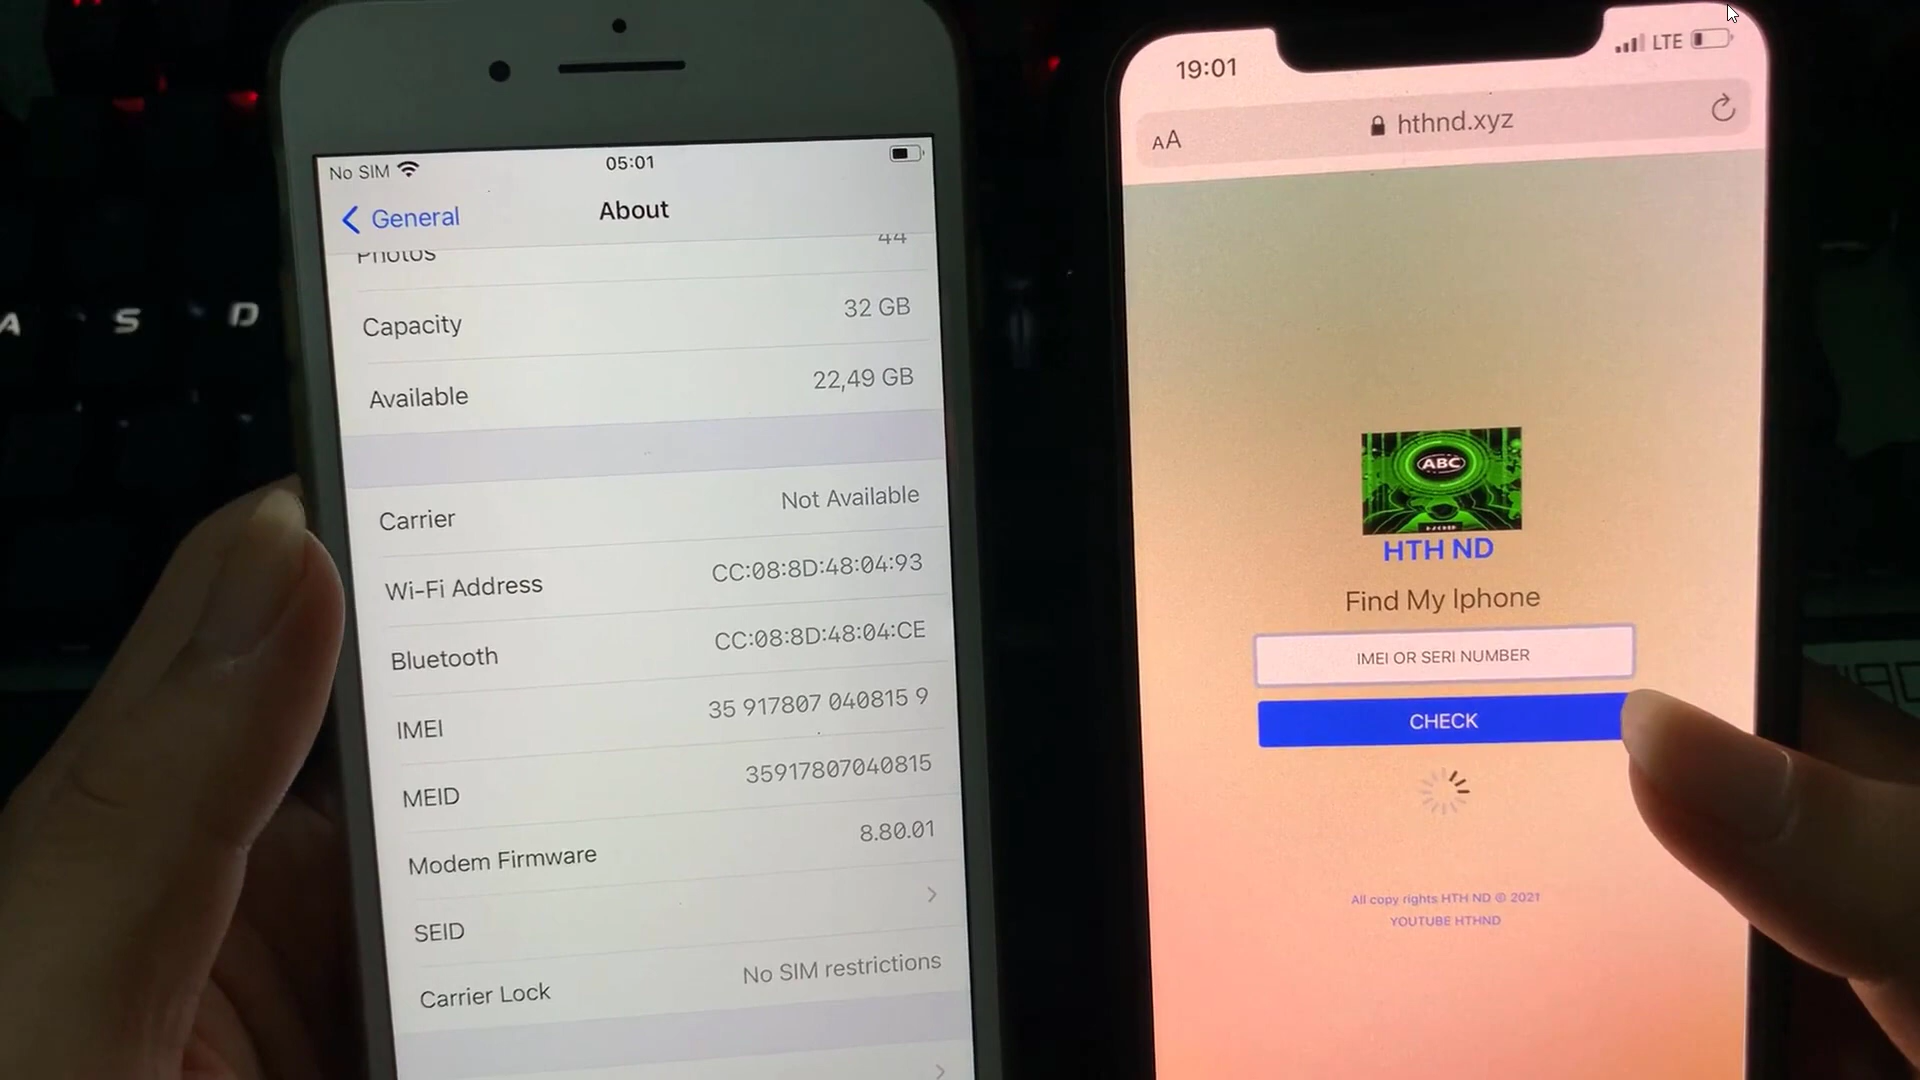 A S D
No SIM
05:01
General
About
Photos
44
Capacity
32 GB
Available
22,49 GB
Carrier
Not Available
Wi-Fi Address
CC:08:8D:48:04:93
Bluetooth
CC:08:8D:48:04:CE
IMEI
35 917807 040815 9
MEID
35917807040815
Modem Firmware
8.80.01
SEID
Carrier Lock
No SIM restrictions
19:01
LTE
AA
hthnd.xyz
ABC
HTH ND
Find My Iphone
IMEI OR SERI NUMBER
CHECK
All copy rights HTH ND © 2021
YOUTUBE HTHND